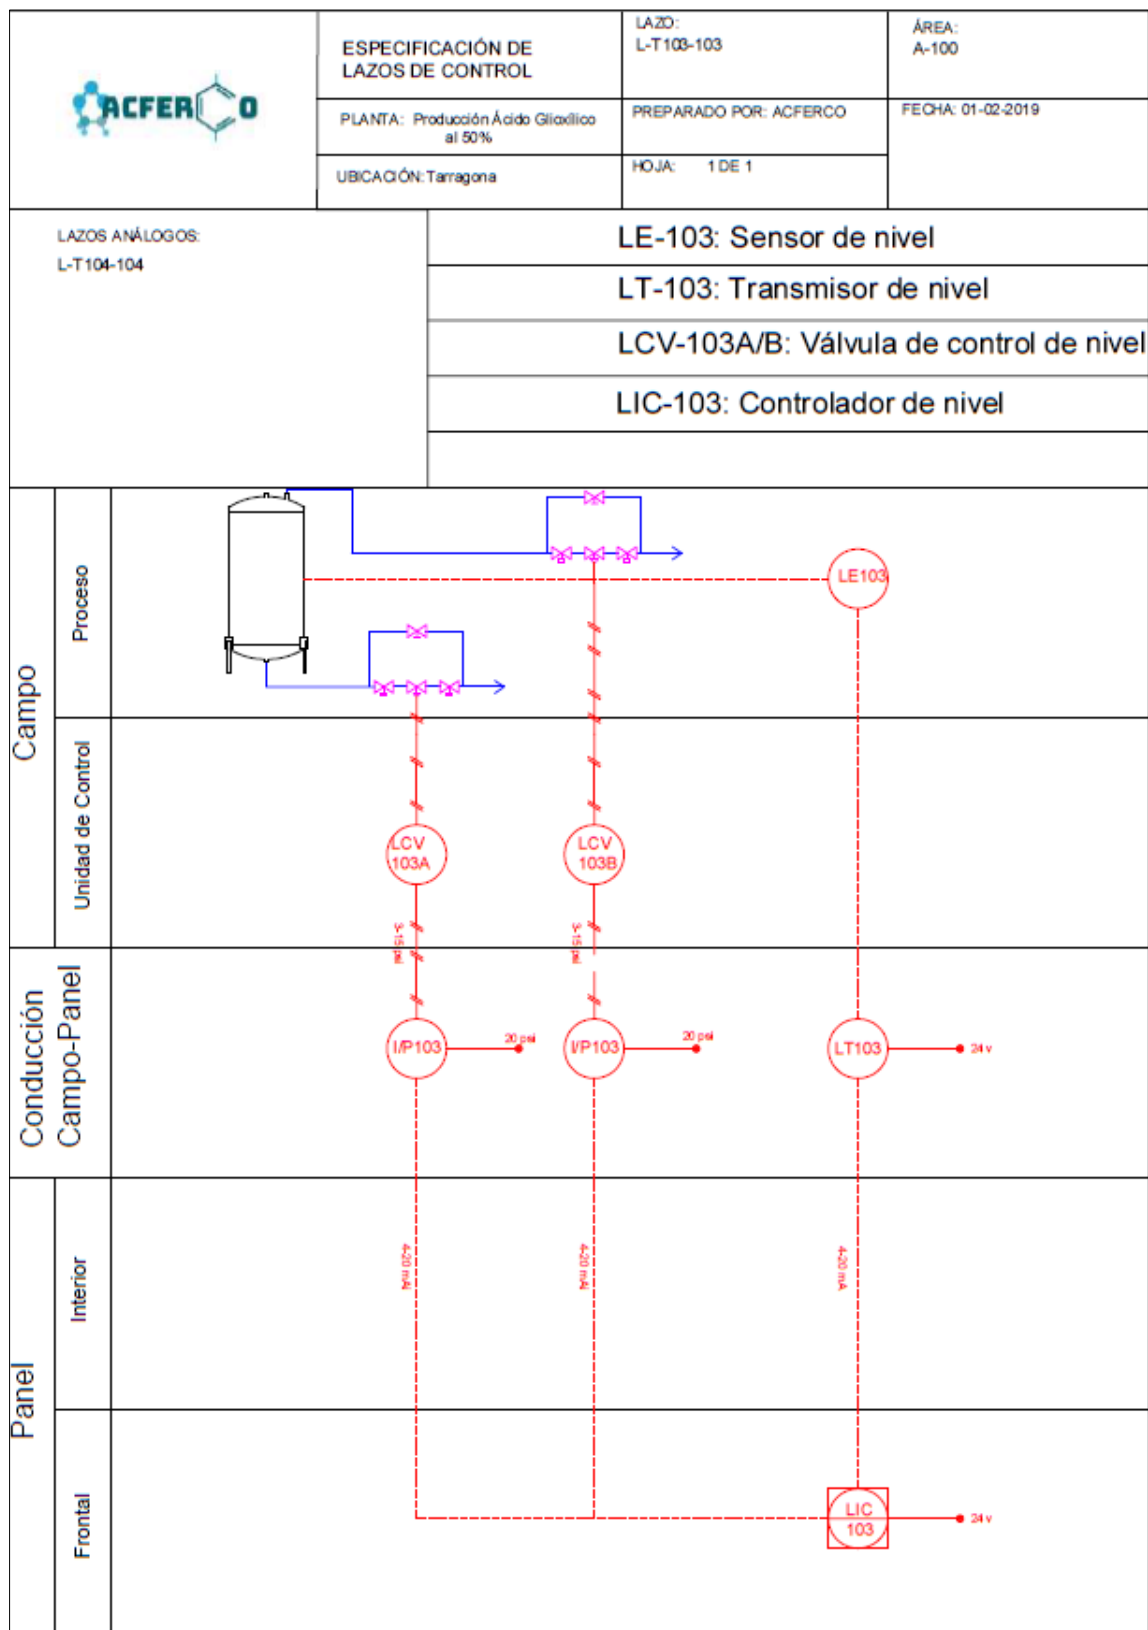 ACFERCO
ESPECIFICACIÓN DE
LAZOS DE CONTROL
LAZO:
L-T103-103
ÁREA:
A-100
PLANTA: Producción Ácido Glioxílico
al 50%
PREPARADO POR: ACFERCO
FECHA: 01-02-2019
UBICACIÓN: Tarragona
HOJA: 1 DE 1
LAZOS ANÁLOGOS:
L-T104-104
LE-103: Sensor de nivel
LT-103: Transmisor de nivel
LCV-103A/B: Válvula de control de nivel
LIC-103: Controlador de nivel
Campo
Proceso
LE103
Unidad de Control
LCV
103A
LCV
103B
3-15 psi
3-15 psi
Conducción
Campo-Panel
I/P103
20 psi
I/P103
20 psi
LT103
24 v
Panel
Interior
4-20 mA
4-20 mA
4-20 mA
Frontal
LIC
103
24 v